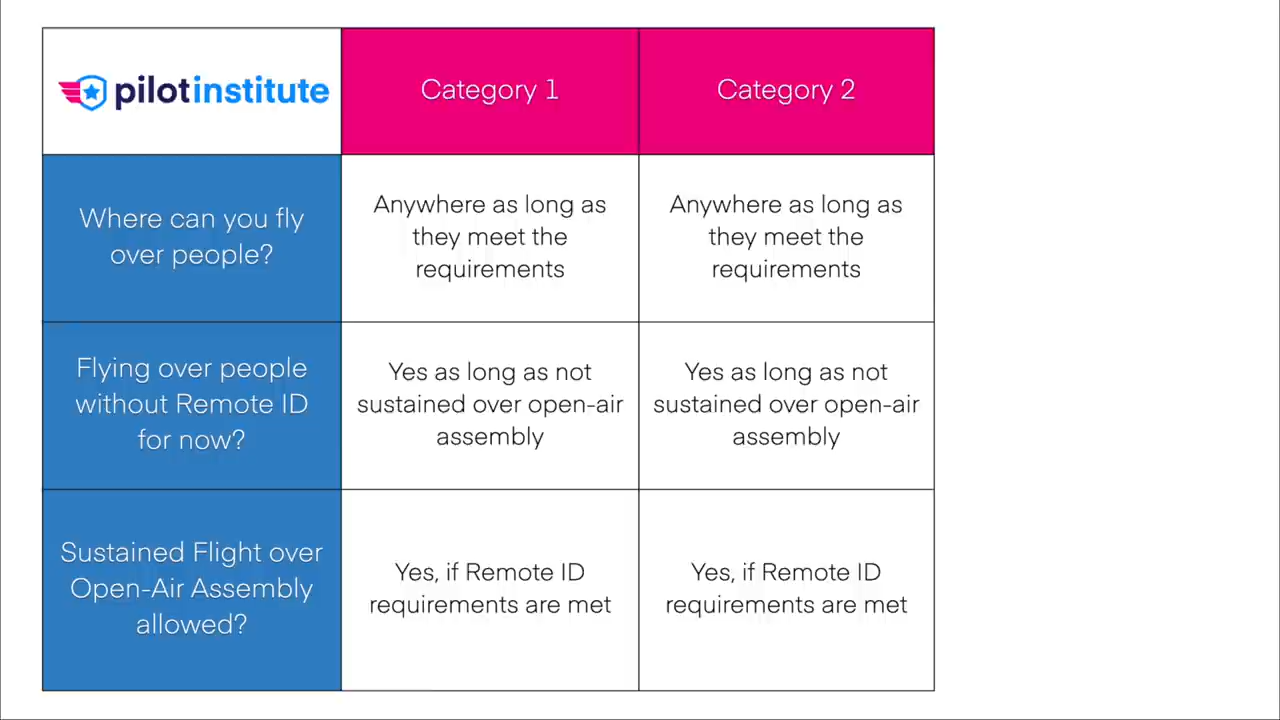 pilotinstitute
Category 1
Category 2
Where can you fly
over people?
Anywhere as long as
they meet the
requirements
Anywhere as long as
they meet the
requirements
Flying over people
without Remote ID
for now?
Yes as long as not
sustained over open-air
assembly
Yes as long as not
sustained over open-air
assembly
Sustained Flight over
Open-Air Assembly
allowed?
Yes, if Remote ID
requirements are met
Yes, if Remote ID
requirements are met